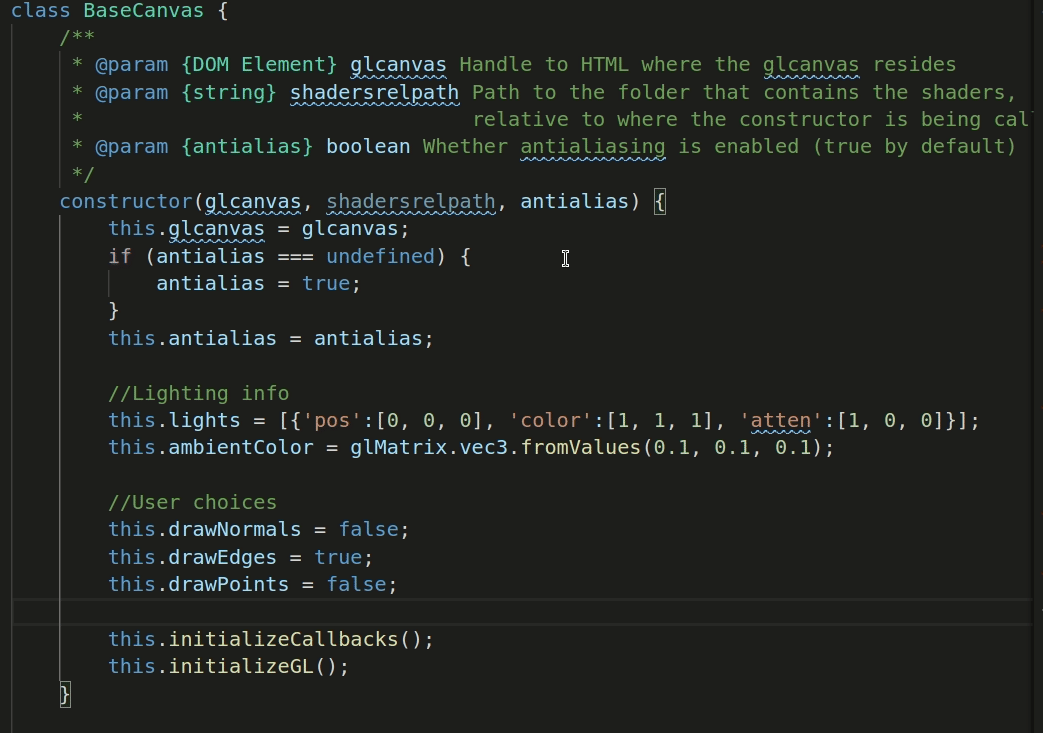 class BaseCanvas {
/**
* @param {DOM Element} glcanvas Handle to HTML where the glcanvas resides
* @param {string} shadersrelpath Path to the folder that contains the shaders,
* relative to where the constructor is being
* @param {antialias} boolean Whether antialiasing is enabled (true by default)
*/
constructor(glcanvas, shadersrelpath, antialias) {
this.glcanvas = glcanvas;
if (antialias === undefined) {
antialias = true;
}
this.antialias = antialias;
//Lighting info
this.lights = [{'pos':[0, 0, 0], 'color':[1, 1, 1], 'atten':[1, 0, 0]}];
this.ambientColor = glMatrix.vec3.fromValues(0.1, 0.1, 0.1);
//User choices
this.drawNormals = false;
this.drawEdges = true;
this.drawPoints = false;
this.initializeCallbacks();
this.initializeGL();
}